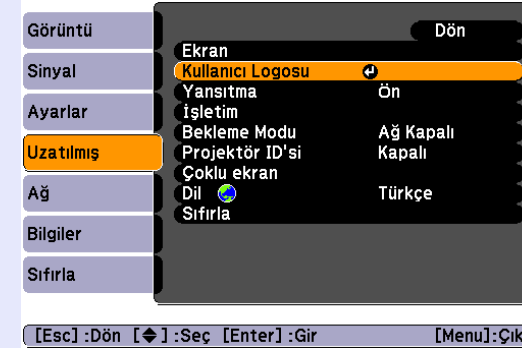 Görüntü
Sinyal
Ayarlar
Uzatılmış
Ağ
Bilgiler
Sıfırla
Dön
Ekran
Kullanıcı Logosu
Yansıtma Ön
İşletim
Bekleme Modu Ağ Kapalı
Projektör ID'si Kapalı
Çoklu ekran
Dil Türkçe
Sıfırla
[Esc] :Dön [◆] :Seç [Enter] :Gir [Menu]:Çık